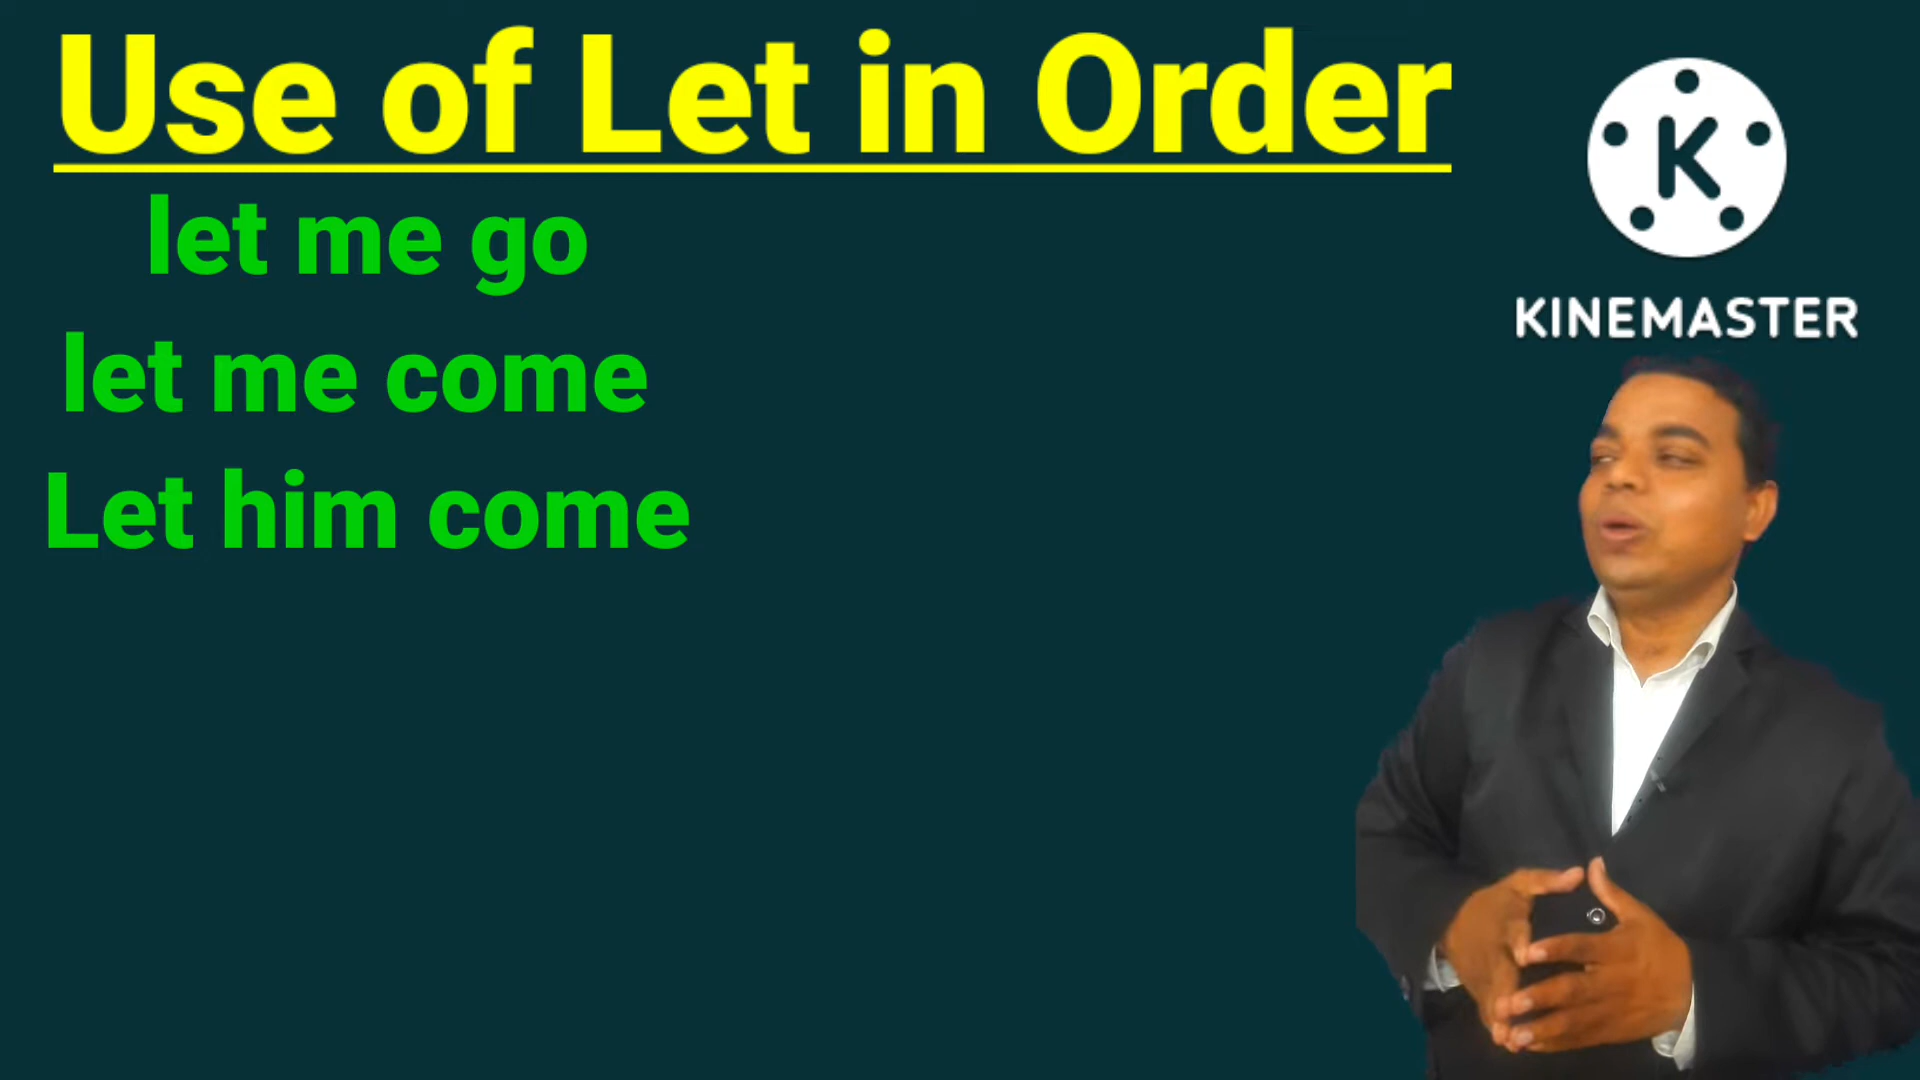 Use of Let in Order
let me go
let me come
Let him come
K
KINEMASTER